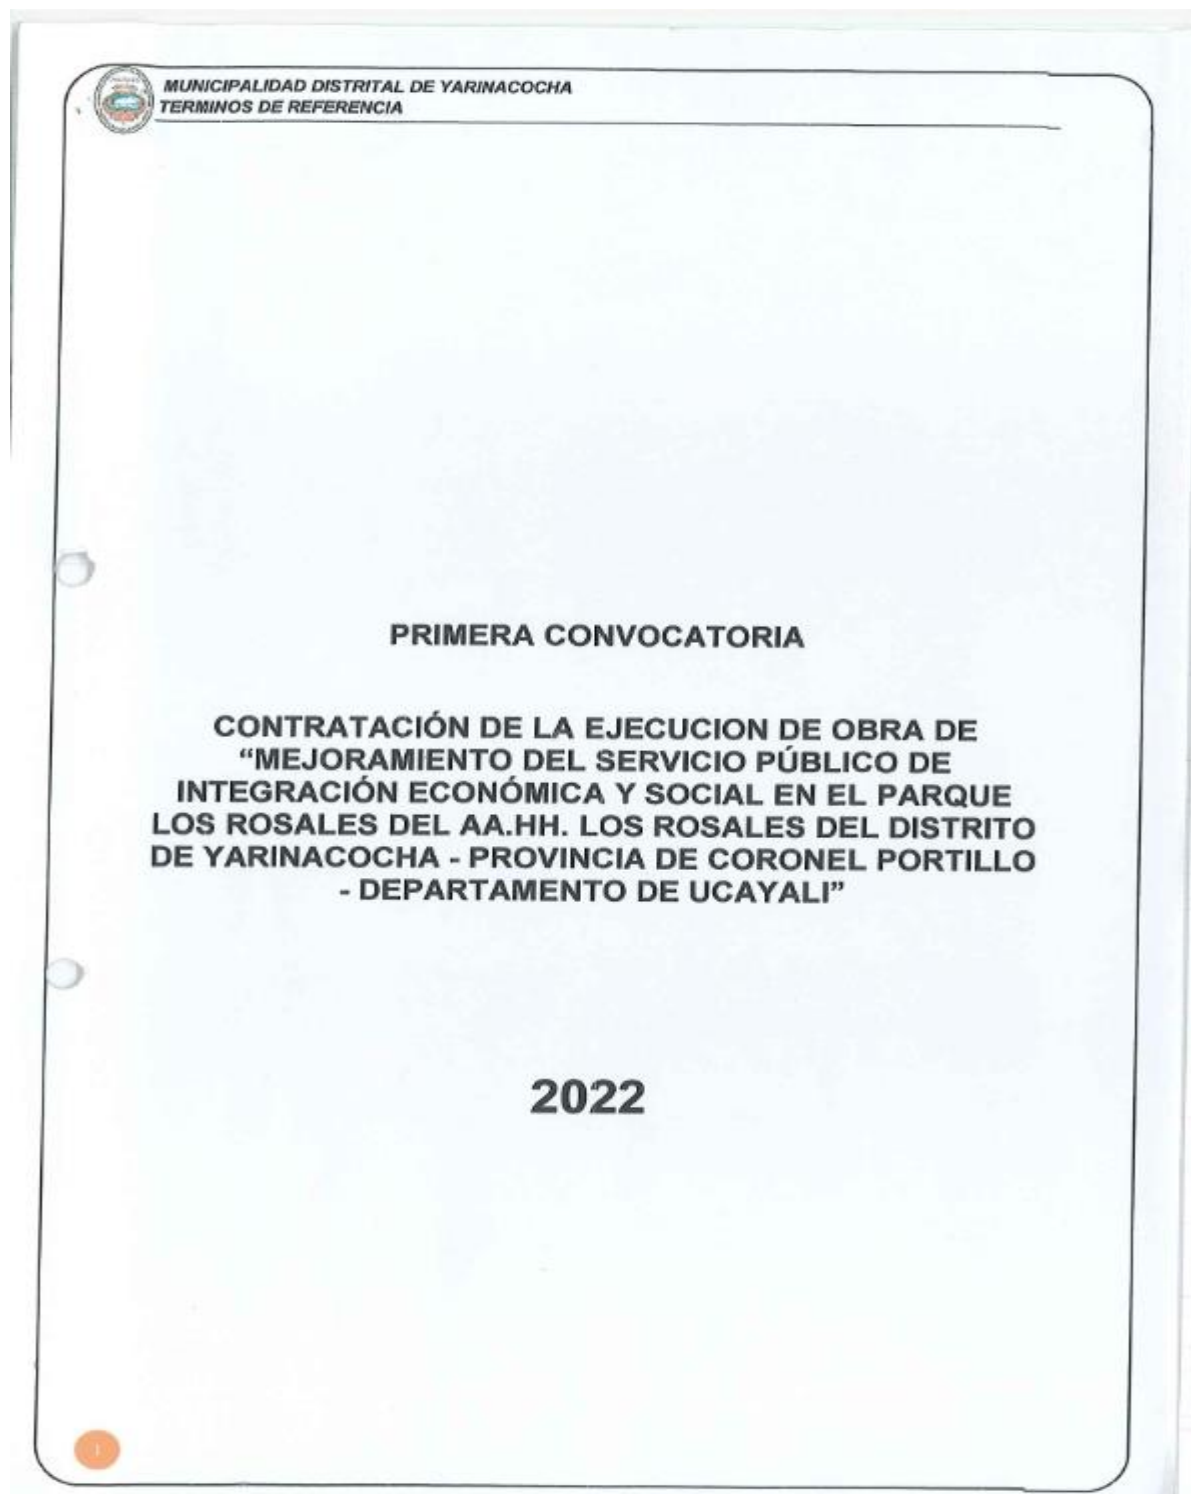 MUNICIPALIDAD DISTRITAL DE YARINACOCHA
TERMINOS DE REFERENCIA
PRIMERA CONVOCATORIA
CONTRATACIÓN DE LA EJECUCION DE OBRA DE
“MEJORAMIENTO DEL SERVICIO PÚBLICO DE
INTEGRACIÓN ECONÓMICA Y SOCIAL EN EL PARQUE
LOS ROSALES DEL AA.HH. LOS ROSALES DEL DISTRITO
DE YARINACOCHA - PROVINCIA DE CORONEL PORTILLO
- DEPARTAMENTO DE UCAYALI”
2022
1